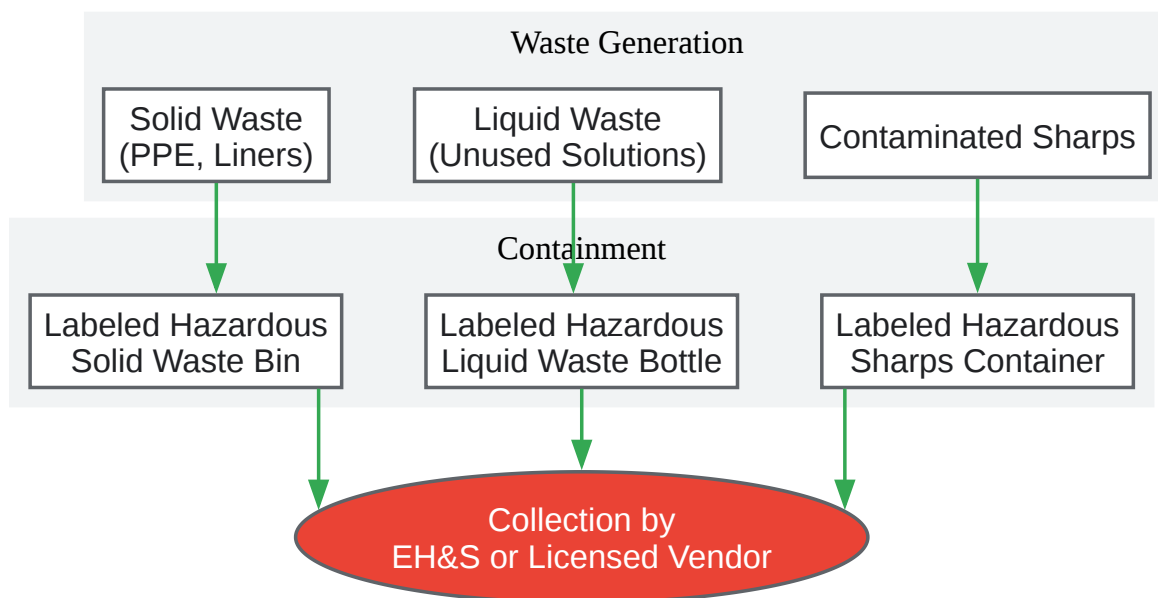 Waste Generation
Solid Waste
(PPE, Liners)
Liquid Waste
(Unused Solutions)
Contaminated Sharps
Containment
Labeled Hazardous
Solid Waste Bin
Labeled Hazardous
Liquid Waste Bottle
Labeled Hazardous
Sharps Container
Collection by
EH&S or Licensed Vendor